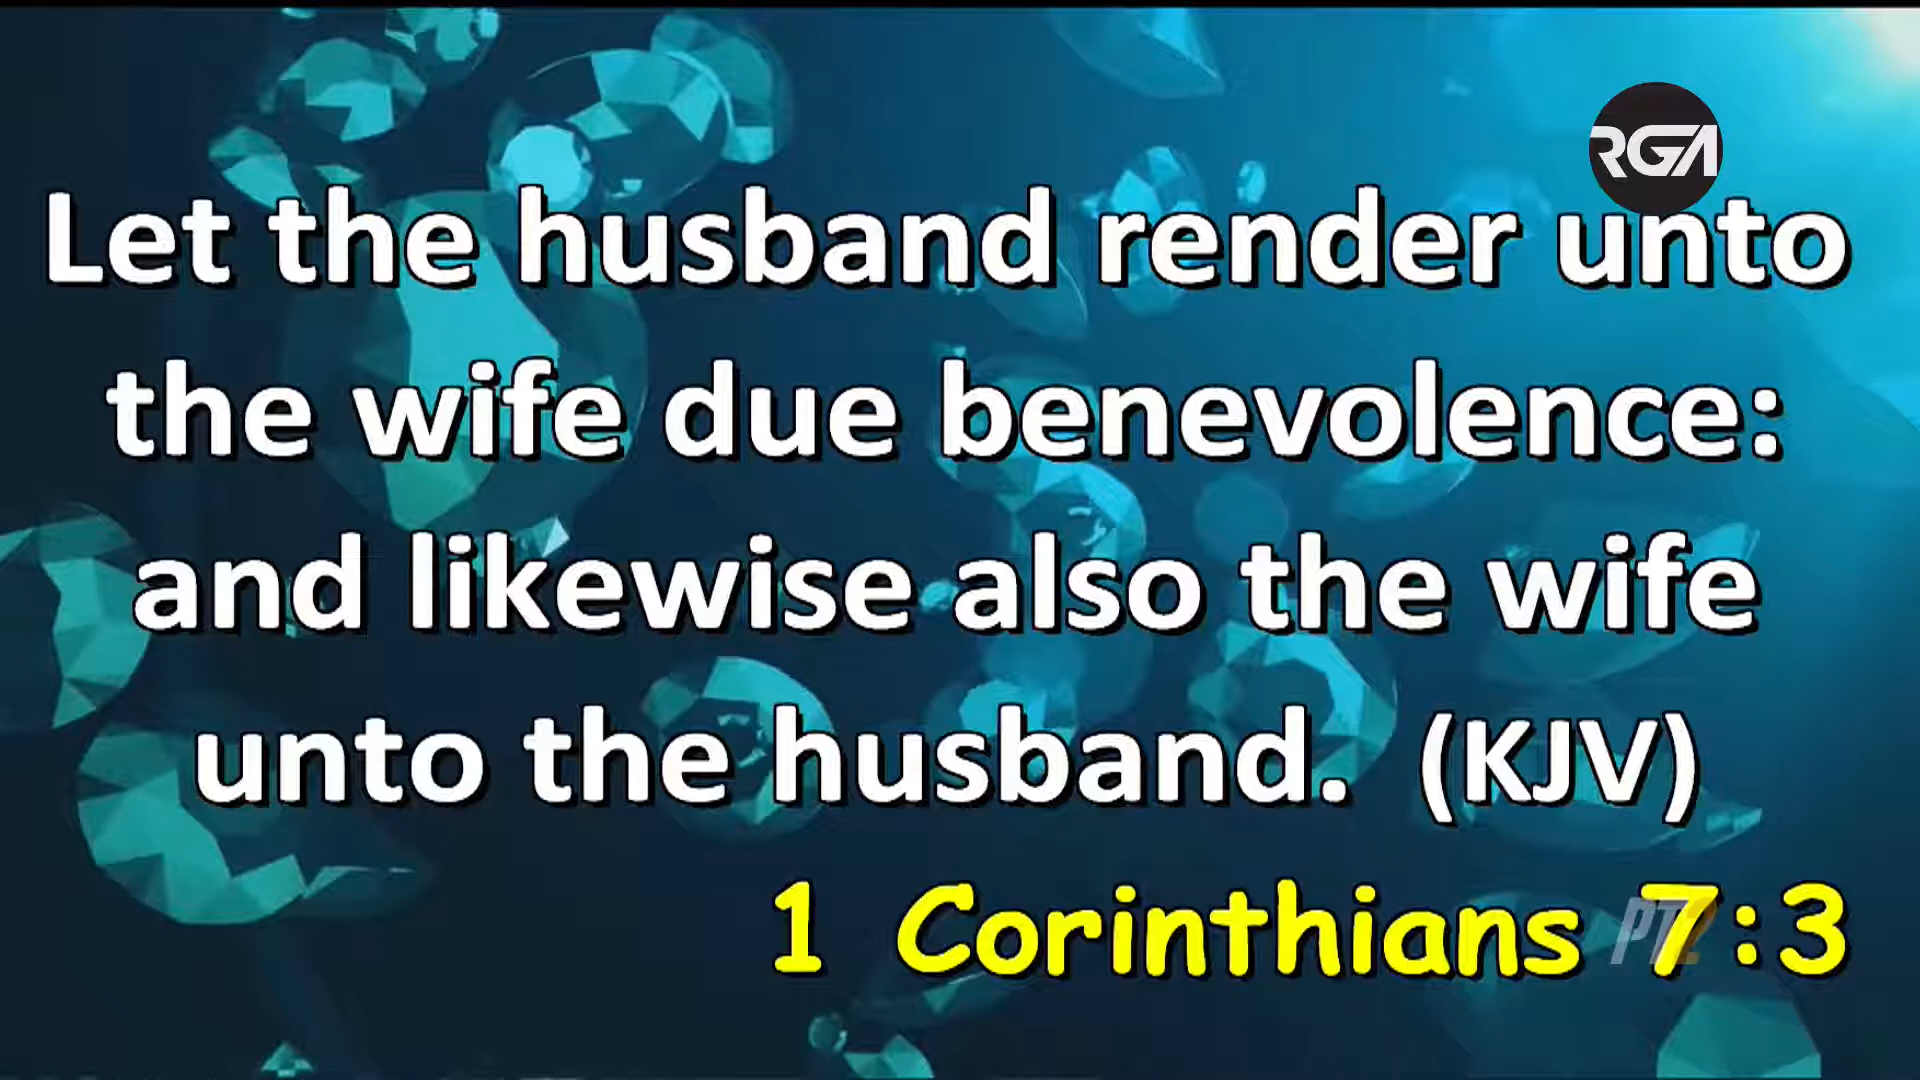 RGA
Let the husband render unto
the wife due benevolence:
and likewise also the wife
unto the husband. (KJV)
1 Corinthians 7:3
PTZ